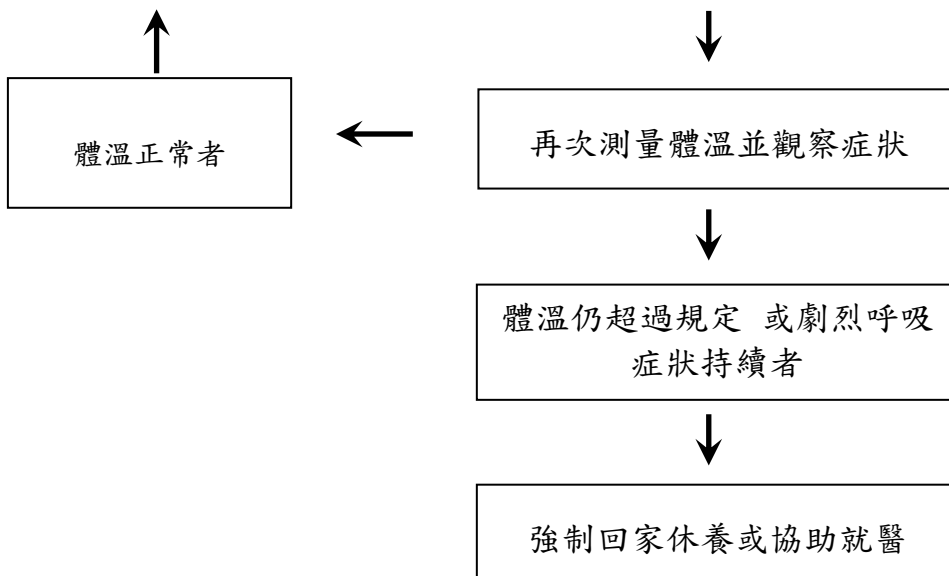 再次測量體溫並觀察症狀
體溫正常者
體溫仍超過規定 或劇烈呼吸
症狀持續者
強制回家休養或協助就醫